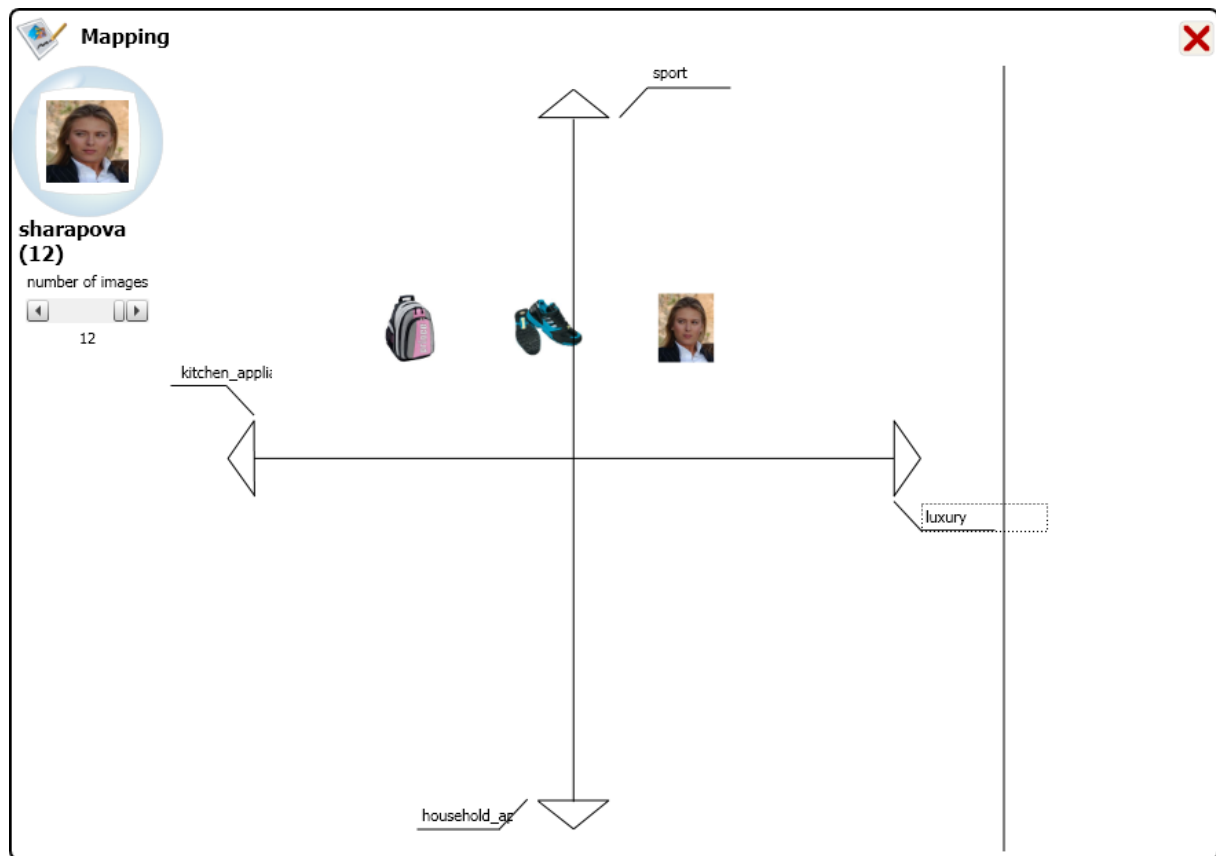 Mapping
sport
sharapova
(12)
number of images
12
kitchen_applia
luxury
household_ap